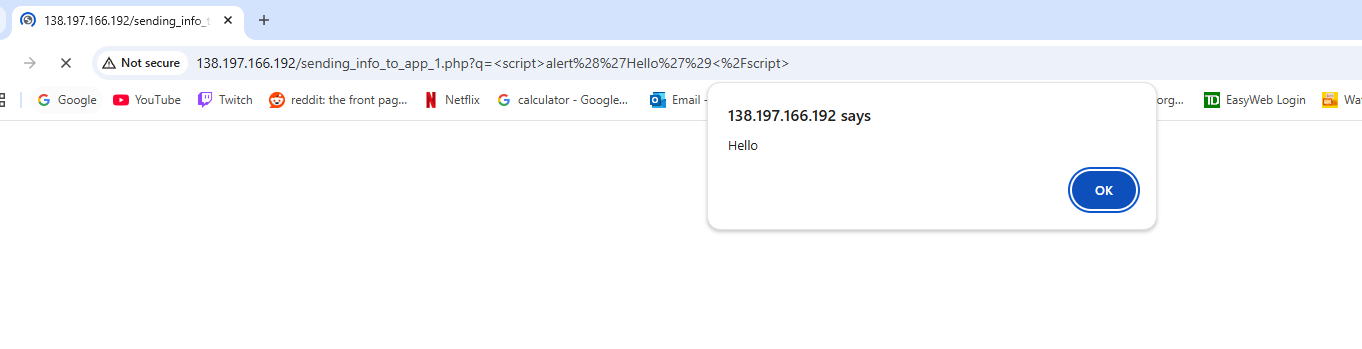 138.197.166.192/sending_info_t
Not secure
138.197.166.192/sending_info_to_app_1.php?q=<script>alert%28%27Hello%27%29<%2Fscript>
Google YouTube Twitch reddit: the front pag... Netflix calculator - Google... Email - org... EasyWeb Login Wa
138.197.166.192 says
Hello
OK